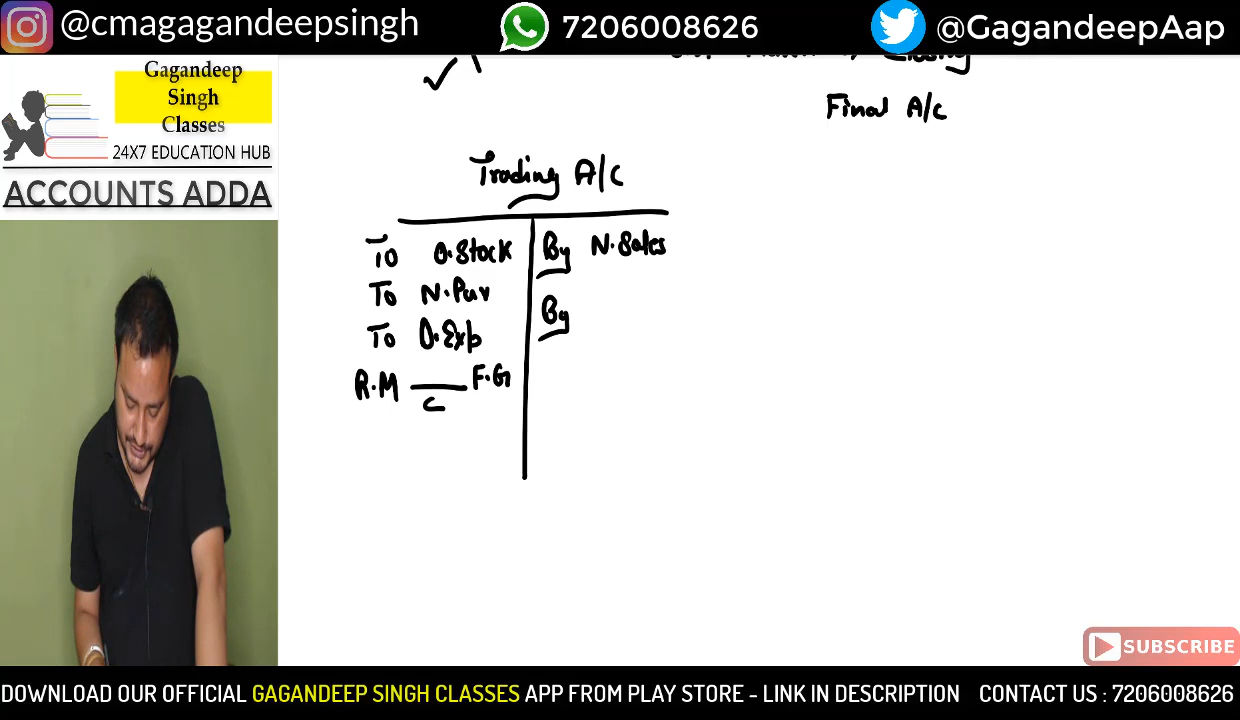 @cmagagandeepsingh
7206008626
@GagandeepAap
Gagandeep
Singh
Classes
24X7 EDUCATION HUB
ACCOUNTS ADDA
Closing
Final A/C
Trading A/C
To O.Stock
By N.Sales
To N.Pur
By
To D.Exp
R.M F.G
C
SUBSCRIBE
DOWNLOAD OUR OFFICIAL GAGANDEEP SINGH CLASSES APP FROM PLAY STORE - LINK IN DESCRIPTION CONTACT US : 7206008626